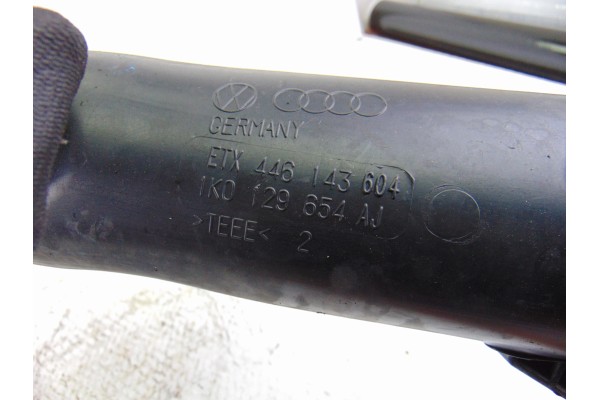 GERMANY
ETX 446 143 604
1K0 129 654 AJ
>TEEE< 2